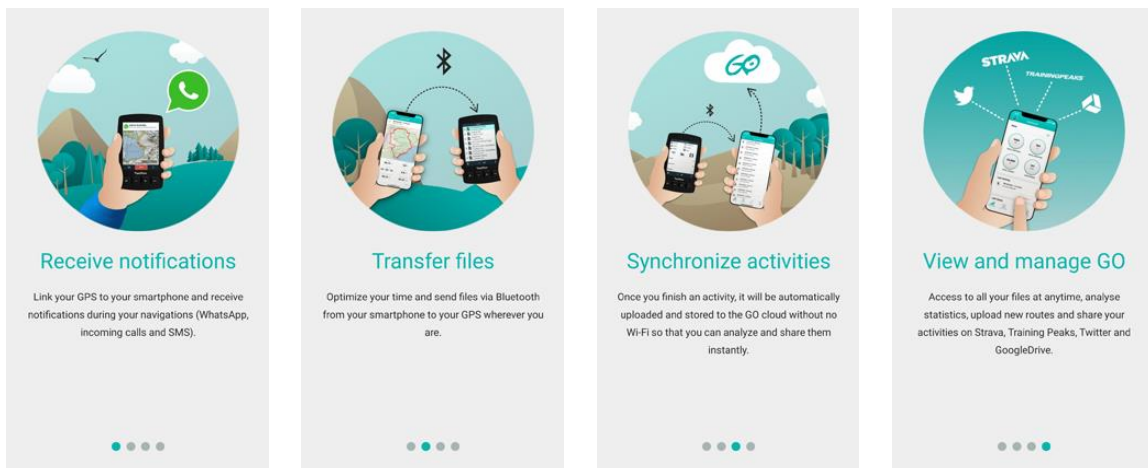 GO
STRAVA
TRAININGPEAKS
Receive notifications
Link your GPS to your smartphone and receive
notifications during your navigations (WhatsApp,
incoming calls and SMS).
Transfer files
Optimize your time and send files via Bluetooth
from your smartphone to your GPS wherever you
are.
Synchronize activities
Once you finish an activity, it will be automatically
uploaded and stored to the GO cloud without no
Wi-Fi so that you can analyze and share them
instantly.
View and manage GO
Access to all your files at anytime, analyse
statistics, upload new routes and share your
activities on Strava, Training Peaks, Twitter and
GoogleDrive.